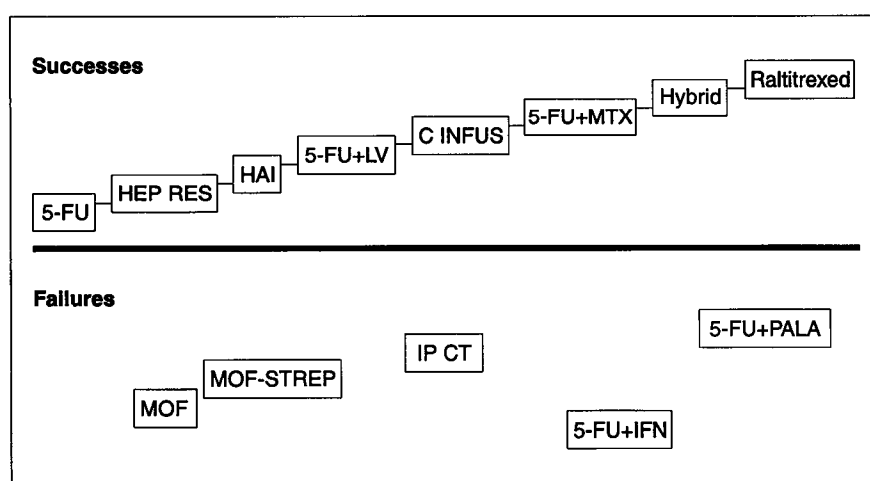 Successes
5-FU
HEP RES
HAI
5-FU+LV
C INFUS
5-FU+MTX
Hybrid
Raltitrexed
Failures
MOF
MOF-STREP
IP CT
5-FU+IFN
5-FU+PALA